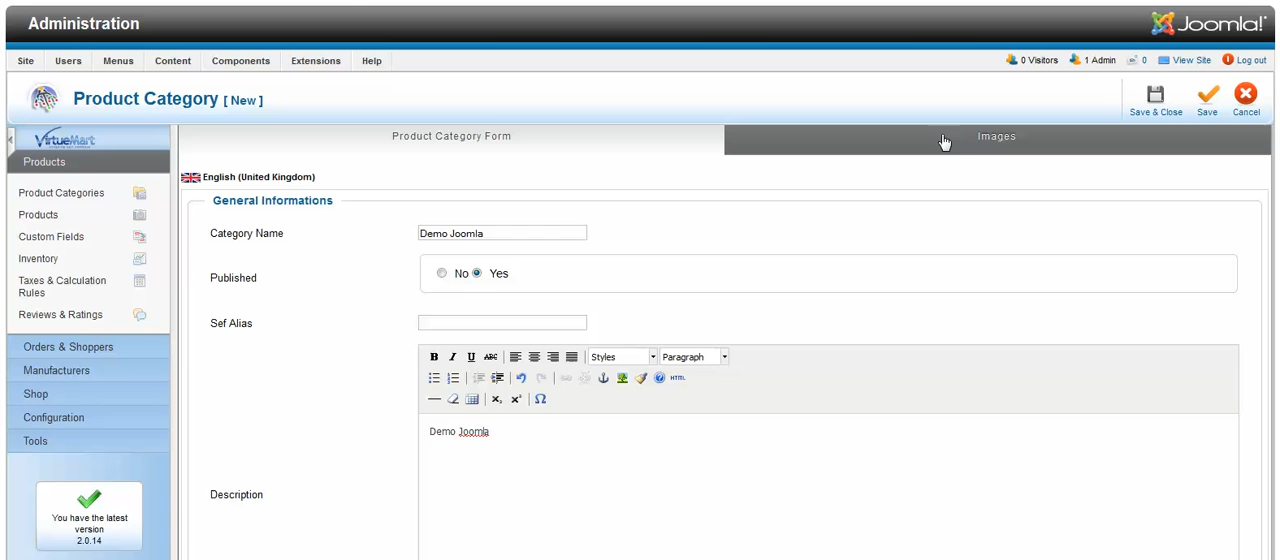 Administration
Joomla!
Site Users Menus Content Components Extensions Help
0 Visitors 1 Admin 0 View Site Log out
Product Category [ New ]
Save & Close Save Cancel
VirtueMart
Product Category Form Images
Products
English (United Kingdom)
Product Categories
Products
Custom Fields
Inventory
Taxes & Calculation
Rules
Reviews & Ratings
Orders & Shoppers
Manufacturers
Shop
Configuration
Tools
You have the latest
version
2.0.14
General Informations
Category Name Demo Joomla
Published No Yes
Sef Alias
B I U ABC Styles Paragraph
HTML
Demo Joomla
Description